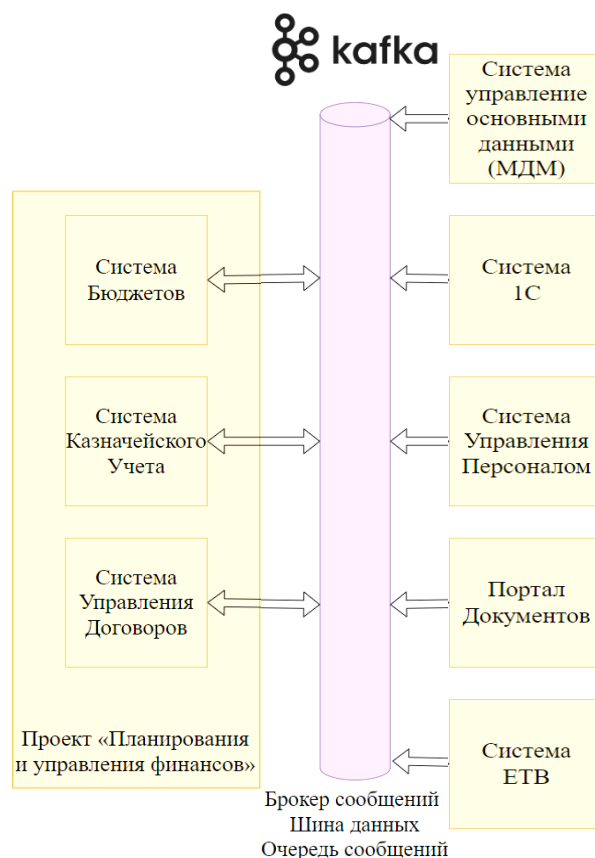 kafka
Система
управление
основными
данными
(МДМ)
Система
Бюджетов
Система
1С
Система
Казначейского
Учета
Система
Управления
Персоналом
Система
Управления
Договоров
Портал
Документов
Проект «Планирования
и управления финансов»
Система
ЕТВ
Брокер сообщений
Шина данных
Очередь сообщений